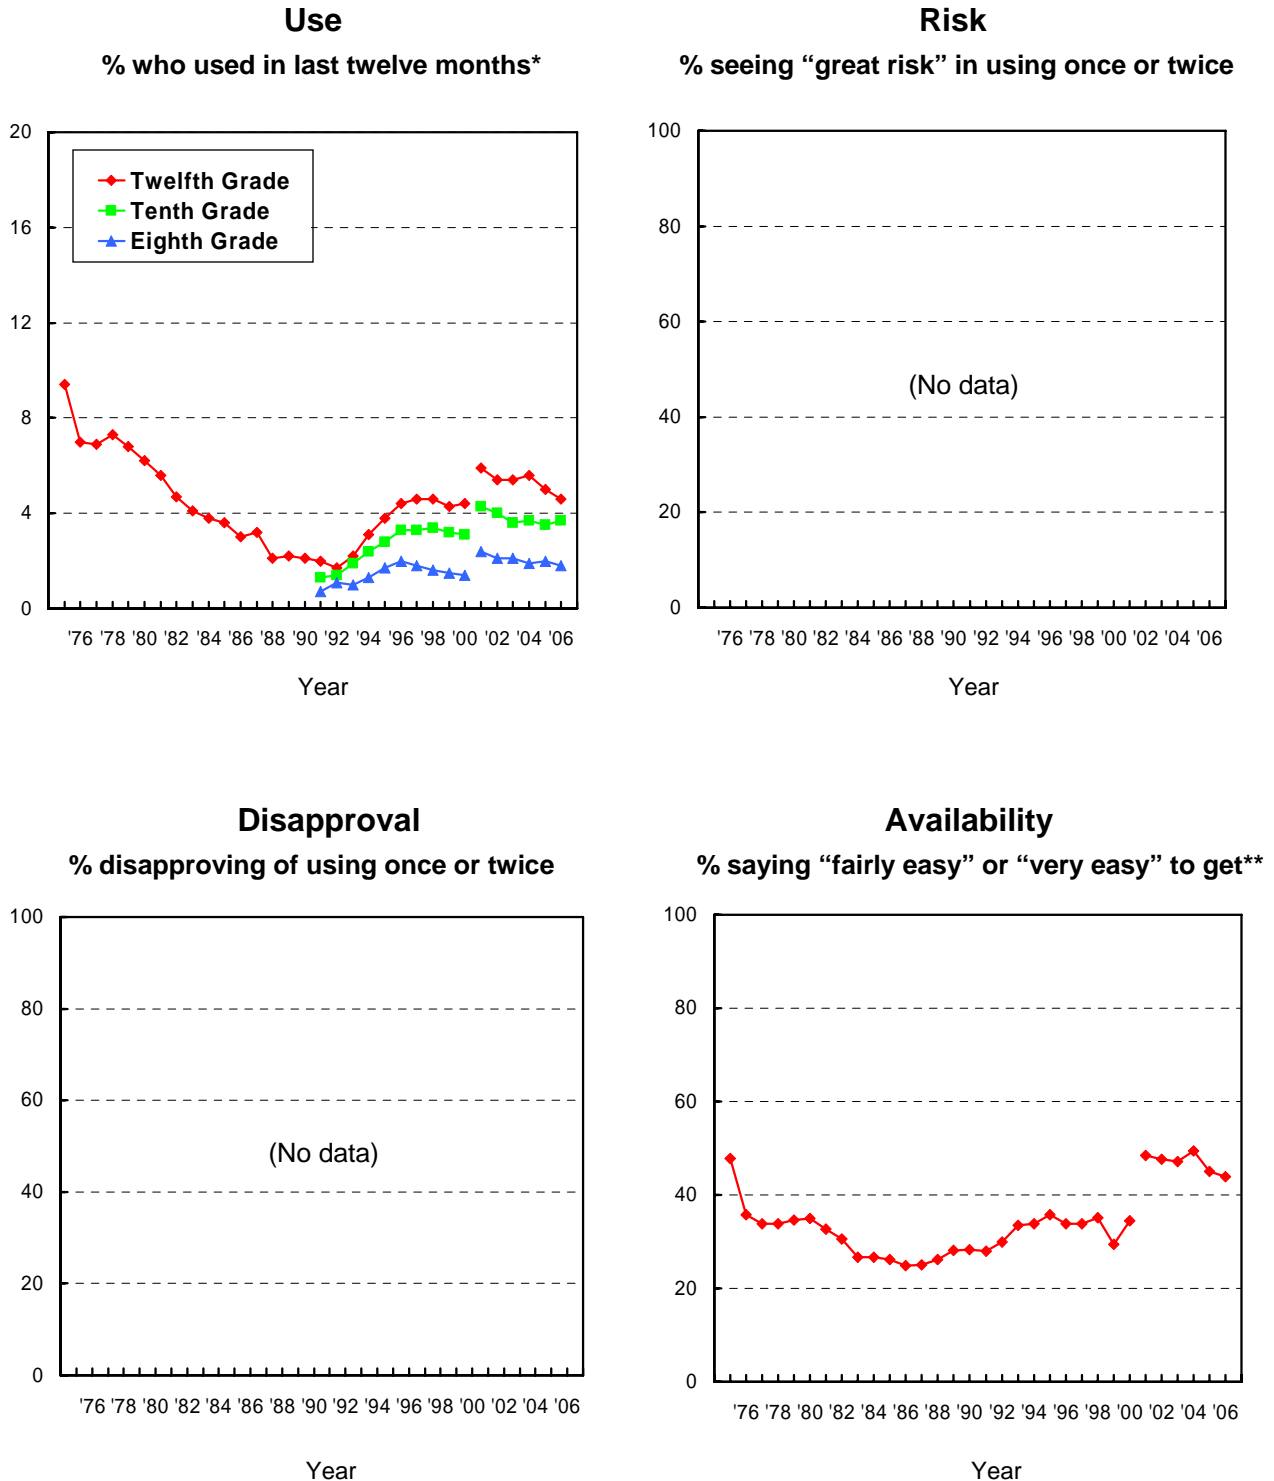 Use
% who used in last twelve months*
20
16
12
8
4
0
Twelfth Grade
Tenth Grade
Eighth Grade
'76 '78 '80 '82 '84 '86 '88 '90 '92 '94 '96 '98 '00 '02 '04 '06
Year
Risk
% seeing “great risk” in using once or twice
100
80
60
40
20
0
(No data)
'76 '78 '80 '82 '84 '86 '88 '90 '92 '94 '96 '98 '00 '02 '04 '06
Year
Disapproval
% disapproving of using once or twice
100
80
60
40
20
0
(No data)
'76 '78 '80 '82 '84 '86 '88 '90 '92 '94 '96 '98 '00 '02 '04 '06
Year
Availability
% saying “fairly easy” or “very easy” to get**
100
80
60
40
20
0
'76 '78 '80 '82 '84 '86 '88 '90 '92 '94 '96 '98 '00 '02 '04 '06
Year